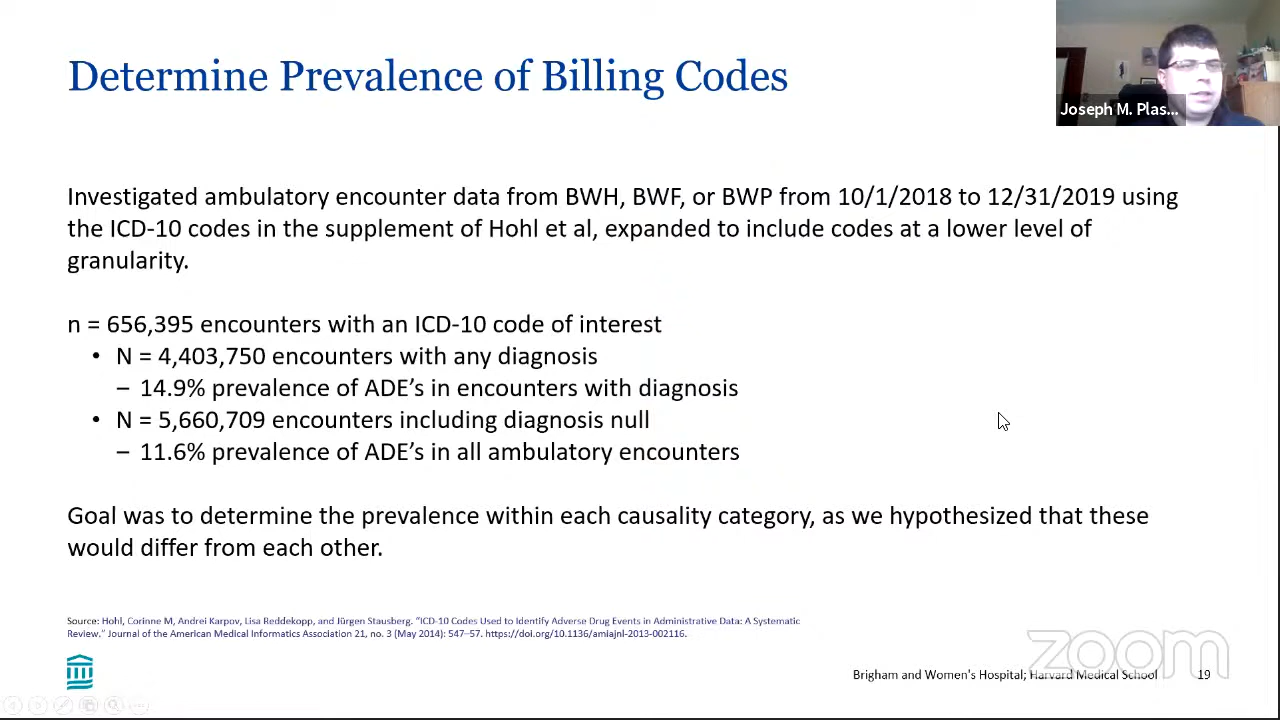 Determine Prevalence of Billing Codes
Joseph M. Plas...
Investigated ambulatory encounter data from BWH, BWF, or BWP from 10/1/2018 to 12/31/2019 using
the ICD-10 codes in the supplement of Hohl et al, expanded to include codes at a lower level of
granularity.
n = 656,395 encounters with an ICD-10 code of interest
• N = 4,403,750 encounters with any diagnosis
– 14.9% prevalence of ADE’s in encounters with diagnosis
• N = 5,660,709 encounters including diagnosis null
– 11.6% prevalence of ADE’s in all ambulatory encounters
Goal was to determine the prevalence within each causality category, as we hypothesized that these
would differ from each other.
Source: Hohl, Corinne M, Andrei Karpov, Lisa Reddekopp, and Jürgen Stausberg. “ICD-10 Codes Used to Identify Adverse Drug Events in Administrative Data: A Systematic
Review.” Journal of the American Medical Informatics Association 21, no. 3 (May 2014): 547–57. https://doi.org/10.1136/amiajnl-2013-002116.
zoom
Brigham and Women's Hospital; Harvard Medical School 19